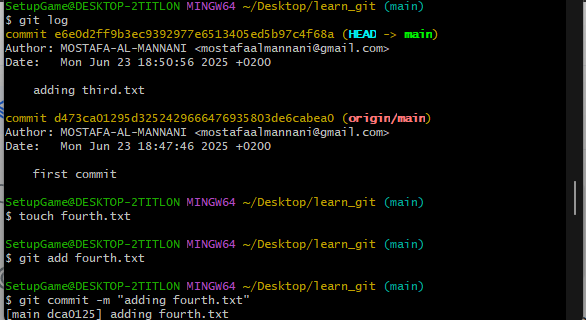 SetupGame@DESKTOP-2TITLON MINGW64 ~/Desktop/learn_git (main)
$ git log
commit e6e0d2ff9b3ec9392977e6513405ed5b97c4f68a (HEAD -> main)
Author: MOSTAFA-AL-MANNANI <mostafaalmannani@gmail.com>
Date:   Mon Jun 23 18:50:56 2025 +0200
    adding third.txt
commit d473ca01295d3252429666476935803de6cabea0 (origin/main)
Author: MOSTAFA-AL-MANNANI <mostafaalmannani@gmail.com>
Date:   Mon Jun 23 18:47:46 2025 +0200
    first commit
SetupGame@DESKTOP-2TITLON MINGW64 ~/Desktop/learn_git (main)
$ touch fourth.txt
SetupGame@DESKTOP-2TITLON MINGW64 ~/Desktop/learn_git (main)
$ git add fourth.txt
SetupGame@DESKTOP-2TITLON MINGW64 ~/Desktop/learn_git (main)
$ git commit -m "adding fourth.txt"
[main dca0125] adding fourth.txt